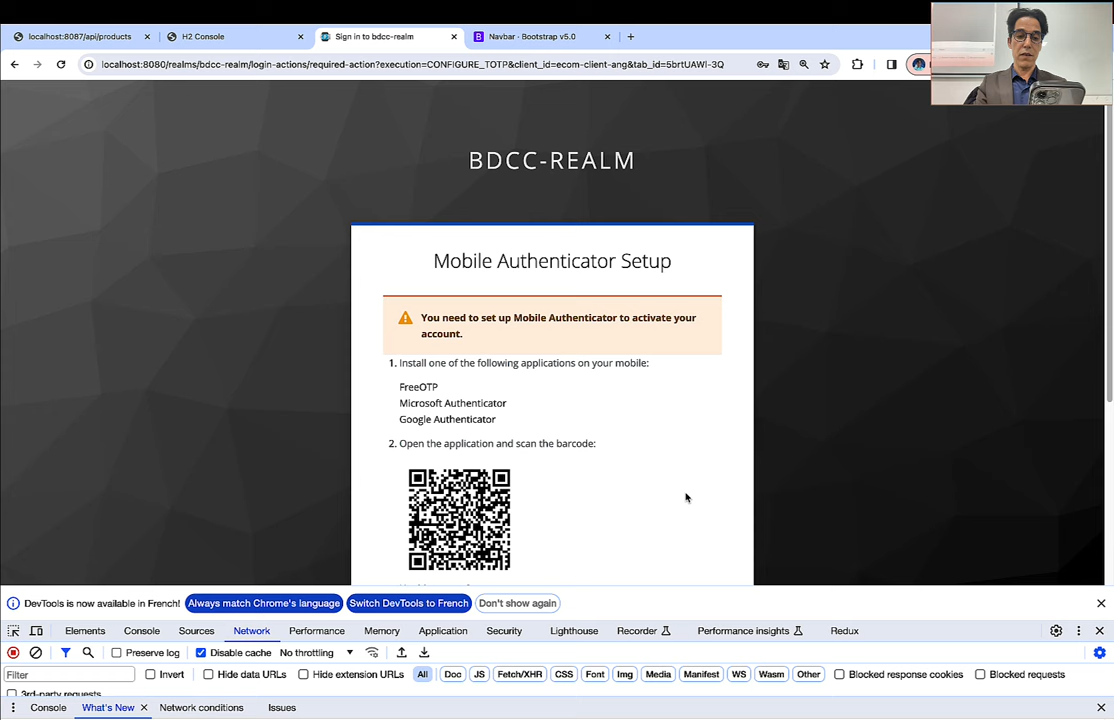 localhost:8087/api/products
H2 Console
Sign in to bdcc-realm
Navbar · Bootstrap v5.0
localhost:8080/realms/bdcc-realm/login-actions/required-action?execution=CONFIGURE_TOTP&client_id=ecom-client-ang&tab_id=5brtUAWI-3Q
BDCC-REALM
Mobile Authenticator Setup
You need to set up Mobile Authenticator to activate your
account.
1. Install one of the following applications on your mobile:
FreeOTP
Microsoft Authenticator
Google Authenticator
2. Open the application and scan the barcode:
DevTools is now available in French!
Always match Chrome's language
Switch DevTools to French
Don't show again
Elements
Console
Sources
Network
Performance
Memory
Application
Security
Lighthouse
Recorder
Performance insights
Redux
Preserve log
Disable cache
No throttling
Filter
Invert
Hide data URLs
Hide extension URLs
All
Doc
JS
Fetch/XHR
CSS
Font
Img
Media
Manifest
WS
Wasm
Other
Blocked response cookies
Blocked requests
3rd-party requests
Console
What's New
Network conditions
Issues